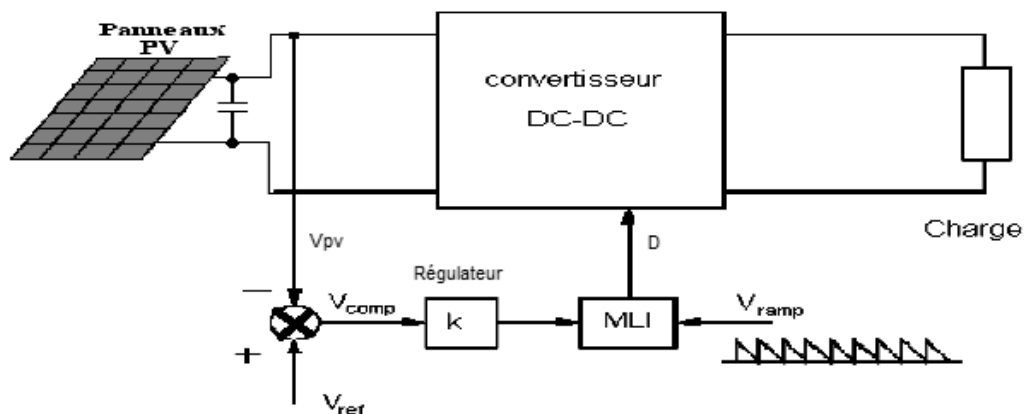 Panneaux
PV
convertisseur
DC-DC
Charge
Vpv
D
Régulateur
Vcomp
k
MLI
Vramp
Vref